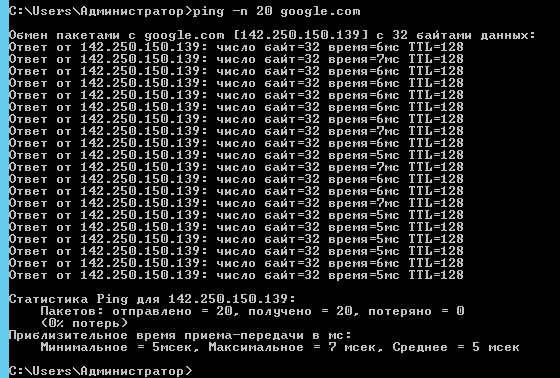 C:\Users\Администратор>ping -n 20 google.com
Обмен пакетами с google.com [142.250.150.139] с 32 байтами данных:
Ответ от 142.250.150.139: число байт=32 время=6мс TTL=128
Ответ от 142.250.150.139: число байт=32 время=7мс TTL=128
Ответ от 142.250.150.139: число байт=32 время=6мс TTL=128
Ответ от 142.250.150.139: число байт=32 время=6мс TTL=128
Ответ от 142.250.150.139: число байт=32 время=6мс TTL=128
Ответ от 142.250.150.139: число байт=32 время=6мс TTL=128
Ответ от 142.250.150.139: число байт=32 время=6мс TTL=128
Ответ от 142.250.150.139: число байт=32 время=7мс TTL=128
Ответ от 142.250.150.139: число байт=32 время=6мс TTL=128
Ответ от 142.250.150.139: число байт=32 время=5мс TTL=128
Ответ от 142.250.150.139: число байт=32 время=7мс TTL=128
Ответ от 142.250.150.139: число байт=32 время=6мс TTL=128
Ответ от 142.250.150.139: число байт=32 время=6мс TTL=128
Ответ от 142.250.150.139: число байт=32 время=7мс TTL=128
Ответ от 142.250.150.139: число байт=32 время=5мс TTL=128
Ответ от 142.250.150.139: число байт=32 время=5мс TTL=128
Ответ от 142.250.150.139: число байт=32 время=6мс TTL=128
Ответ от 142.250.150.139: число байт=32 время=5мс TTL=128
Ответ от 142.250.150.139: число байт=32 время=6мс TTL=128
Ответ от 142.250.150.139: число байт=32 время=5мс TTL=128
Статистика Ping для 142.250.150.139:
Пакетов: отправлено = 20, получено = 20, потеряно = 0
(0% потерь)
Приблизительное время приема-передачи в мс:
Минимальное = 5мсек, Максимальное = 7 мсек, Среднее = 5 мсек
C:\Users\Администратор>